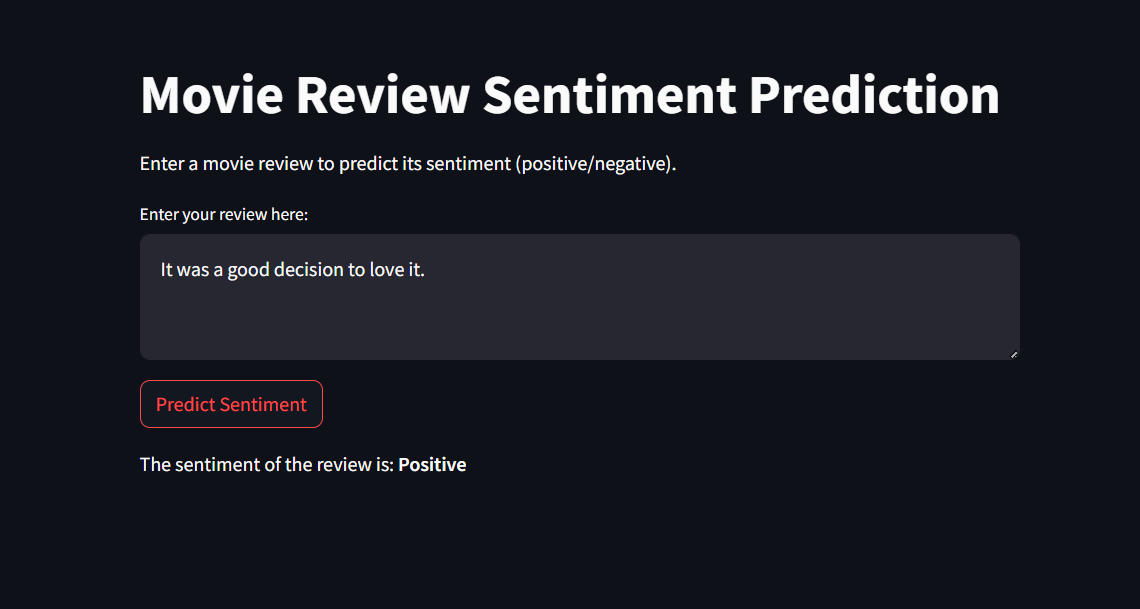 Movie Review Sentiment Prediction
Enter a movie review to predict its sentiment (positive/negative).
Enter your review here:
It was a good decision to love it.
Predict Sentiment
The sentiment of the review is: Positive